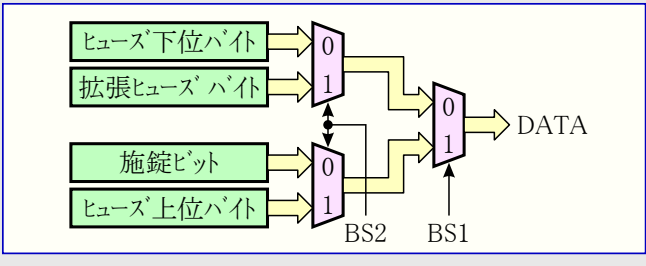 ヒューズ下位バイト
拡張ヒューズ バイト
施錠ビット
ヒューズ上位バイト
0
1
0
1
0
1
DATA
BS2
BS1